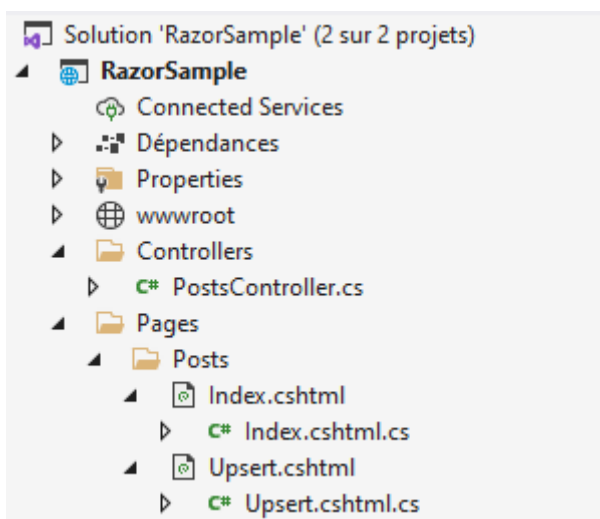 Solution 'RazorSample' (2 sur 2 projets)
RazorSample
Connected Services
Dépendances
Properties
wwwroot
Controllers
C# PostsController.cs
Pages
Posts
Index.cshtml
C# Index.cshtml.cs
Upsert.cshtml
C# Upsert.cshtml.cs